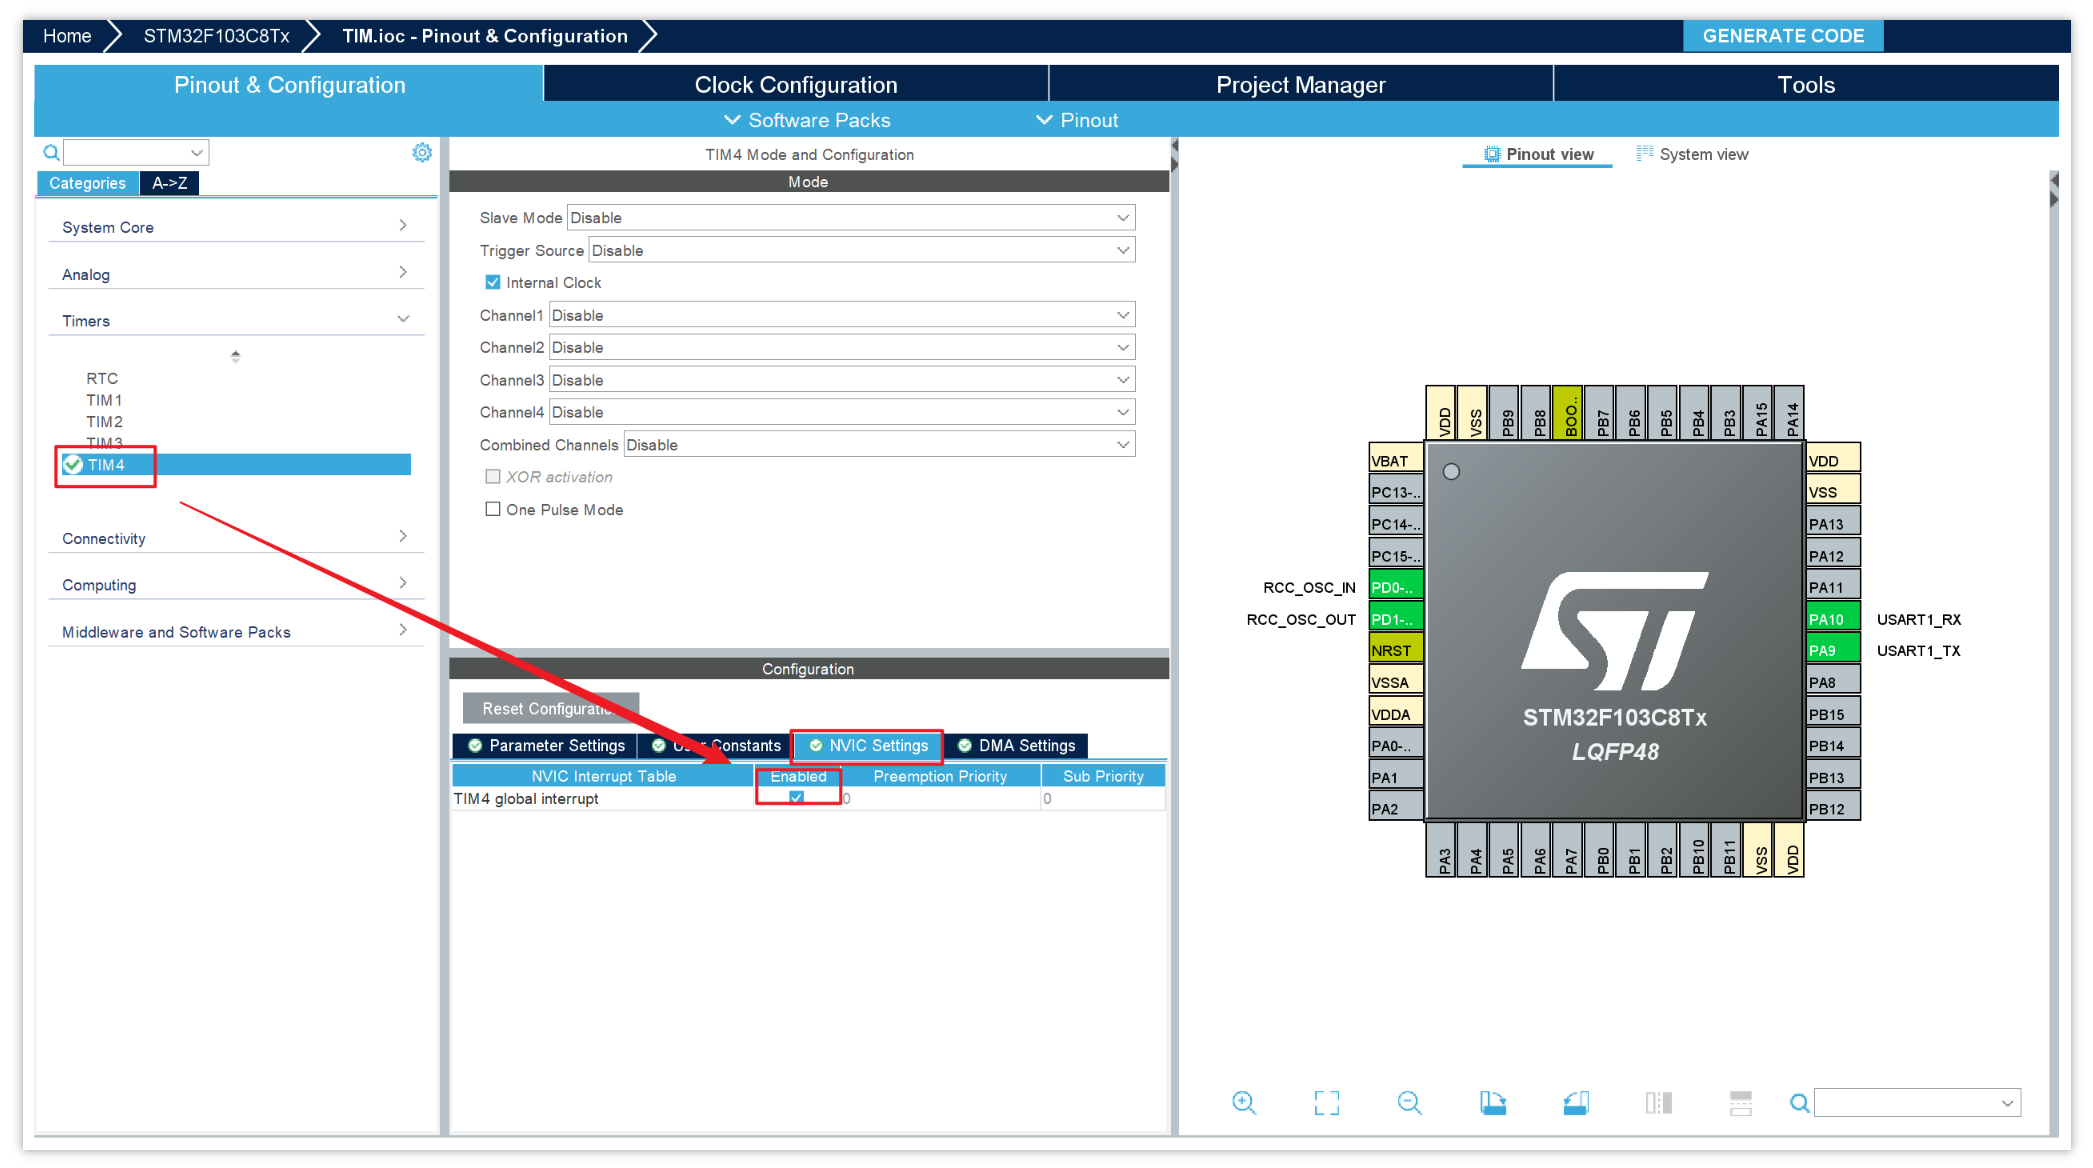 Home
STM32F103C8Tx
TIM.ioc - Pinout & Configuration
GENERATE CODE
Pinout & Configuration
Clock Configuration
Project Manager
Tools
Software Packs
Pinout
Categories
A->Z
System Core
Analog
Timers
RTC
TIM1
TIM2
TIM3
TIM4
Connectivity
Computing
Middleware and Software Packs
TIM4 Mode and Configuration
Mode
Slave Mode Disable
Trigger Source Disable
Internal Clock
Channel1 Disable
Channel2 Disable
Channel3 Disable
Channel4 Disable
Combined Channels Disable
XOR activation
One Pulse Mode
Configuration
Reset Configuration
Parameter Settings
User Constants
NVIC Settings
DMA Settings
NVIC Interrupt Table
Enabled
Preemption Priority
Sub Priority
TIM4 global interrupt
0
0
Pinout view
System view
VDD
VSS
PB9
PB8
BOO..
PB7
PB6
PB5
PB4
PB3
PA15
PA14
VBAT
PC13-..
PC14-..
PC15-..
RCC_OSC_IN
PD0-..
RCC_OSC_OUT
PD1-..
NRST
VSSA
VDDA
PA0-..
PA1
PA2
ST
STM32F103C8Tx
LQFP48
VDD
VSS
PA13
PA12
PA11
PA10
USART1_RX
PA9
USART1_TX
PA8
PB15
PB14
PB13
PB12
PA3
PA4
PA5
PA6
PA7
PB0
PB1
PB2
PB10
PB11
VSS
VDD